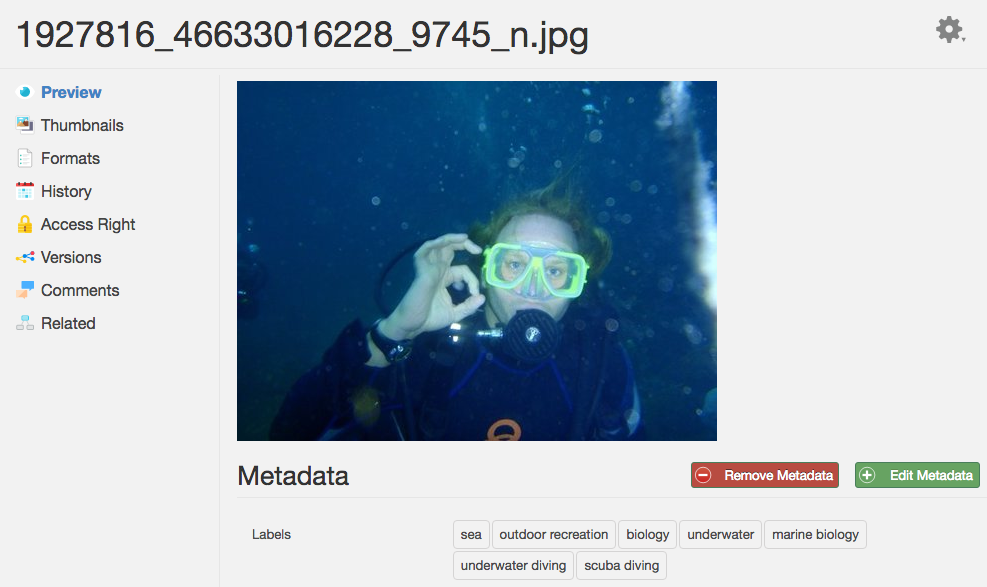 1927816_46633016228_9745_n.jpg
Preview
Thumbnails
Formats
History
Access Right
Versions
Comments
Related
Metadata
Remove Metadata
Edit Metadata
Labels
sea outdoor recreation biology underwater marine biology
underwater diving scuba diving